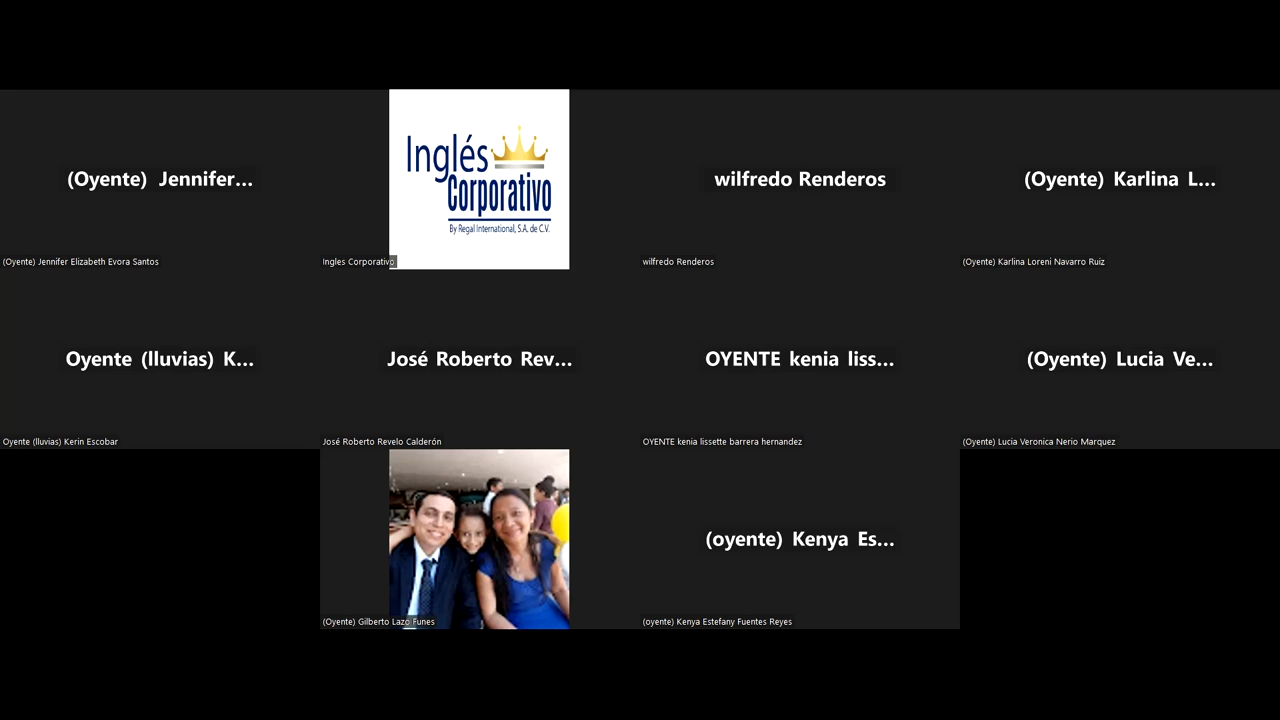 (Oyente) Jennifer...
(Oyente) Jennifer Elizabeth Evora Santos
Inglés
Corporativo
By Regal International, S.A. de C.V.
Ingles Corporativo
wilfredo Renderos
wilfredo Renderos
(Oyente) Karlina L...
(Oyente) Karlina Loreni Navarro Ruiz
Oyente (lluvias) K...
Oyente (lluvias) Kerin Escobar
José Roberto Rev...
José Roberto Revelo Calderón
OYENTE kenia liss...
OYENTE kenia lissette barrera hernandez
(Oyente) Lucia Ve...
(Oyente) Lucia Veronica Nerio Marquez
(Oyente) Gilberto Lazo Funes
(oyente) Kenya Es...
(oyente) Kenya Estefany Fuentes Reyes